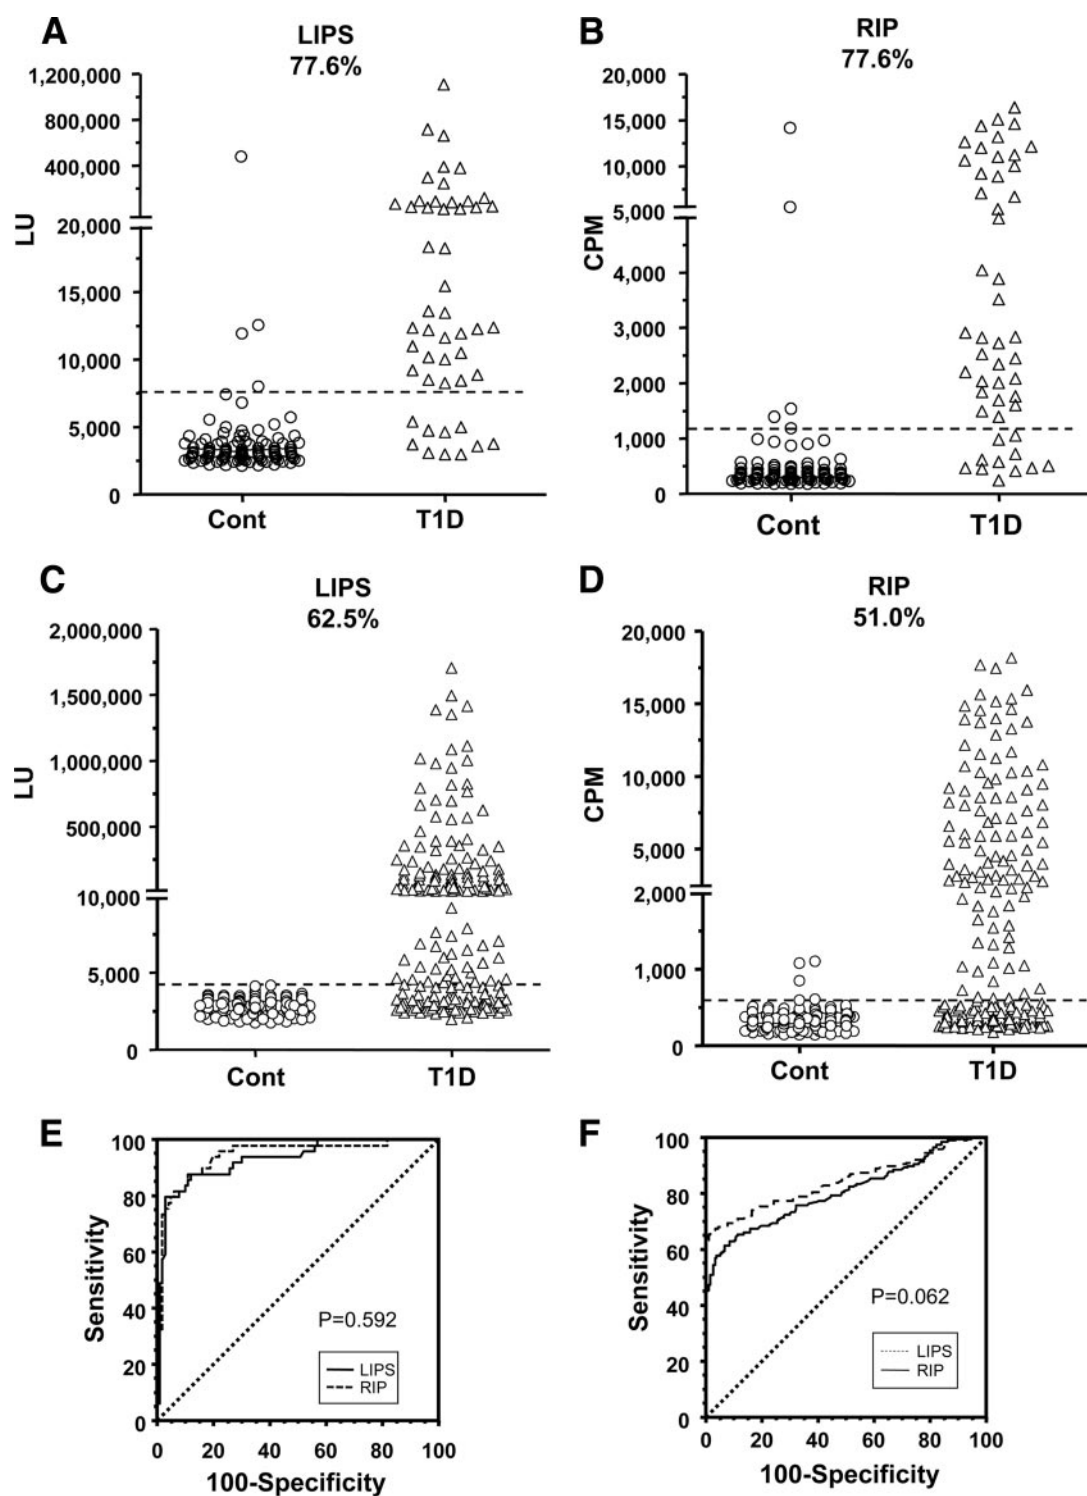 A
LIPS
77.6%
1,200,000
800,000
400,000
20,000
15,000
10,000
5,000
0
LU
Cont T1D
B
RIP
77.6%
20,000
15,000
10,000
5,000
4,000
3,000
2,000
1,000
0
CPM
Cont T1D
C
LIPS
62.5%
2,000,000
1,500,000
1,000,000
500,000
10,000
5,000
0
LU
Cont T1D
D
RIP
51.0%
20,000
15,000
10,000
5,000
2,000
1,000
0
CPM
Cont T1D
E
100
80
60
40
20
0
Sensitivity
P=0.592
LIPS
RIP
0 20 40 60 80 100
100-Specificity
F
100
80
60
40
20
0
Sensitivity
P=0.062
LIPS
RIP
0 20 40 60 80 100
100-Specificity